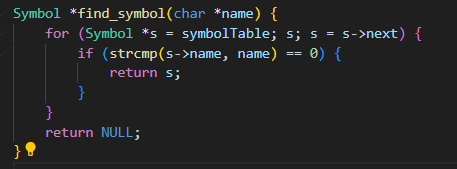 Symbol *find_symbol(char *name) {
    for (Symbol *s = symbolTable; s; s = s->next) {
        if (strcmp(s->name, name) == 0) {
            return s;
        }
    }
    return NULL;
}